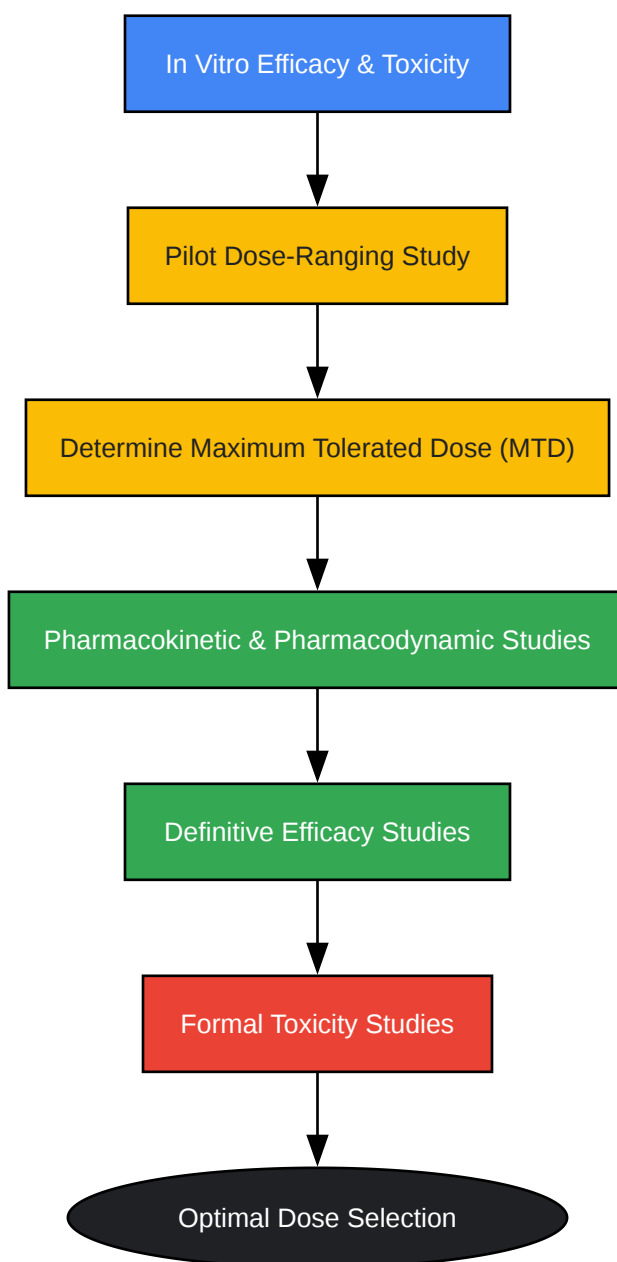 In Vitro Efficacy & Toxicity
Pilot Dose-Ranging Study
Determine Maximum Tolerated Dose (MTD)
Pharmacokinetic & Pharmacodynamic Studies
Definitive Efficacy Studies
Formal Toxicity Studies
Optimal Dose Selection